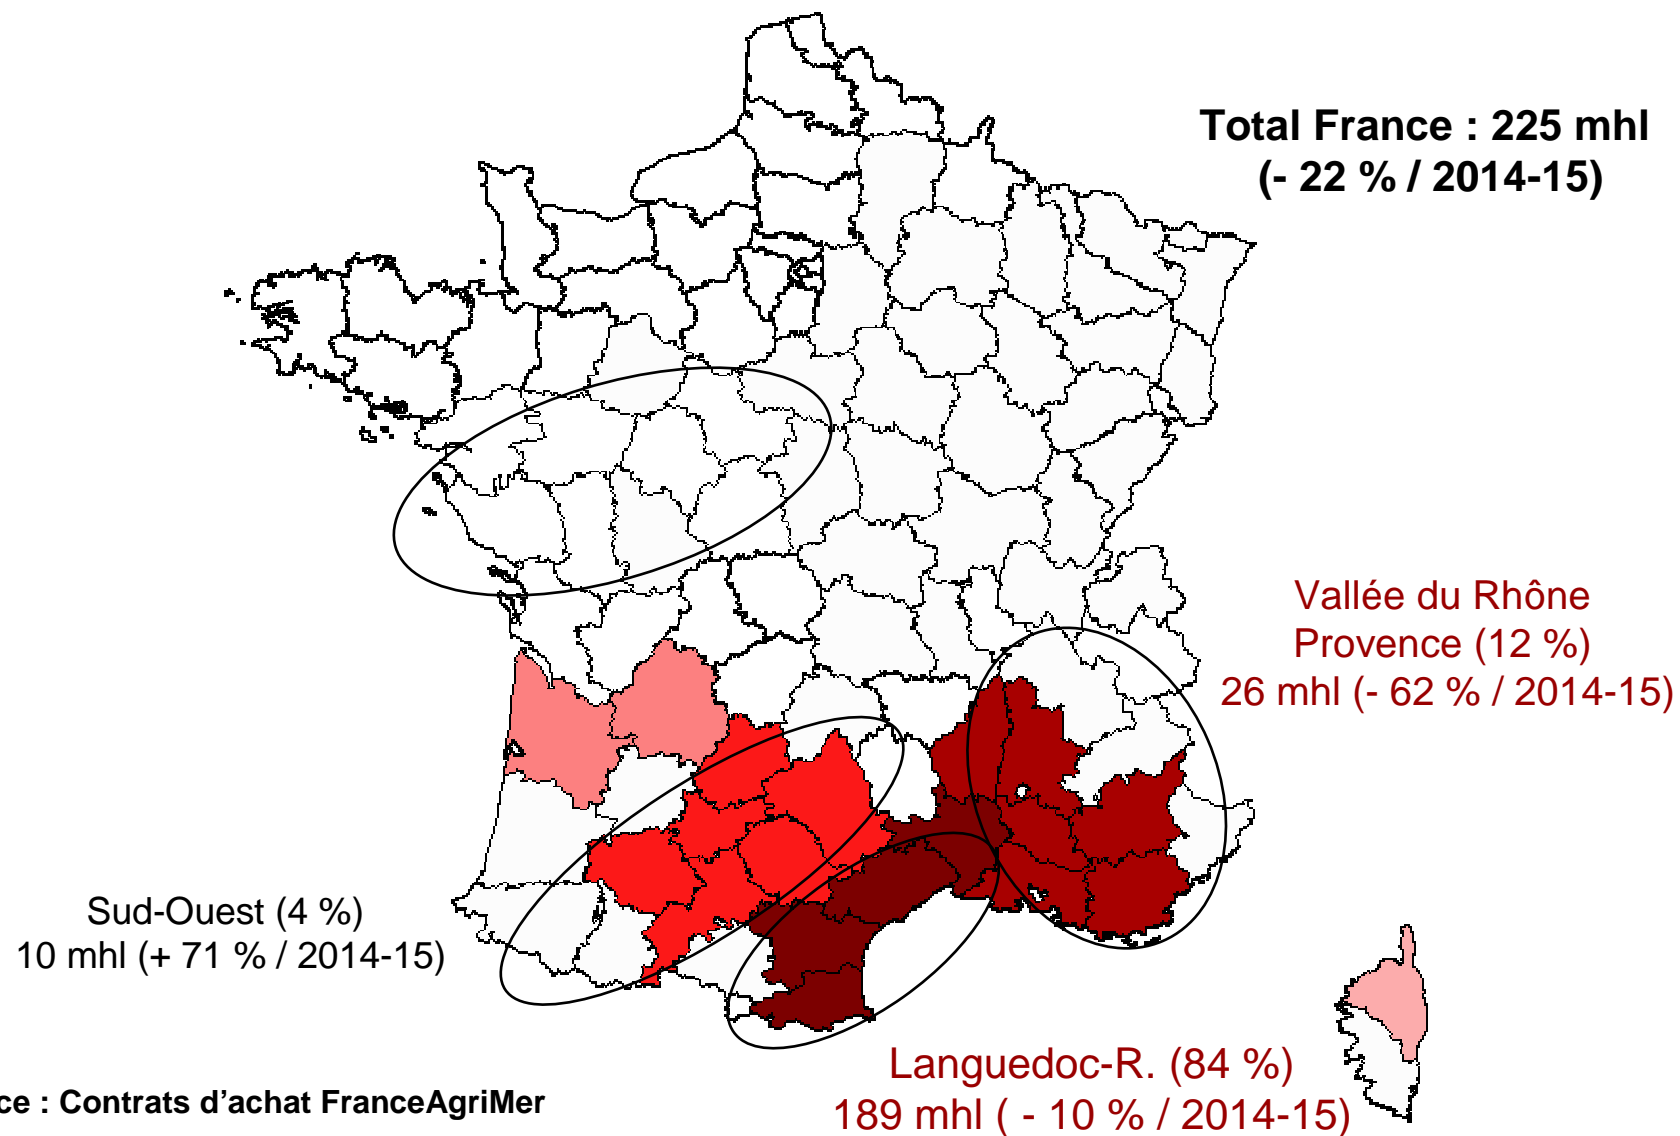 Total France : 225 mhl
(- 22 % / 2014-15)
Vallée du Rhône
Provence (12 %)
26 mhl (- 62 % / 2014-15)
Sud-Ouest (4 %)
10 mhl (+ 71 % / 2014-15)
Languedoc-R. (84 %)
189 mhl ( - 10 % / 2014-15)
ce : Contrats d’achat FranceAgriMer